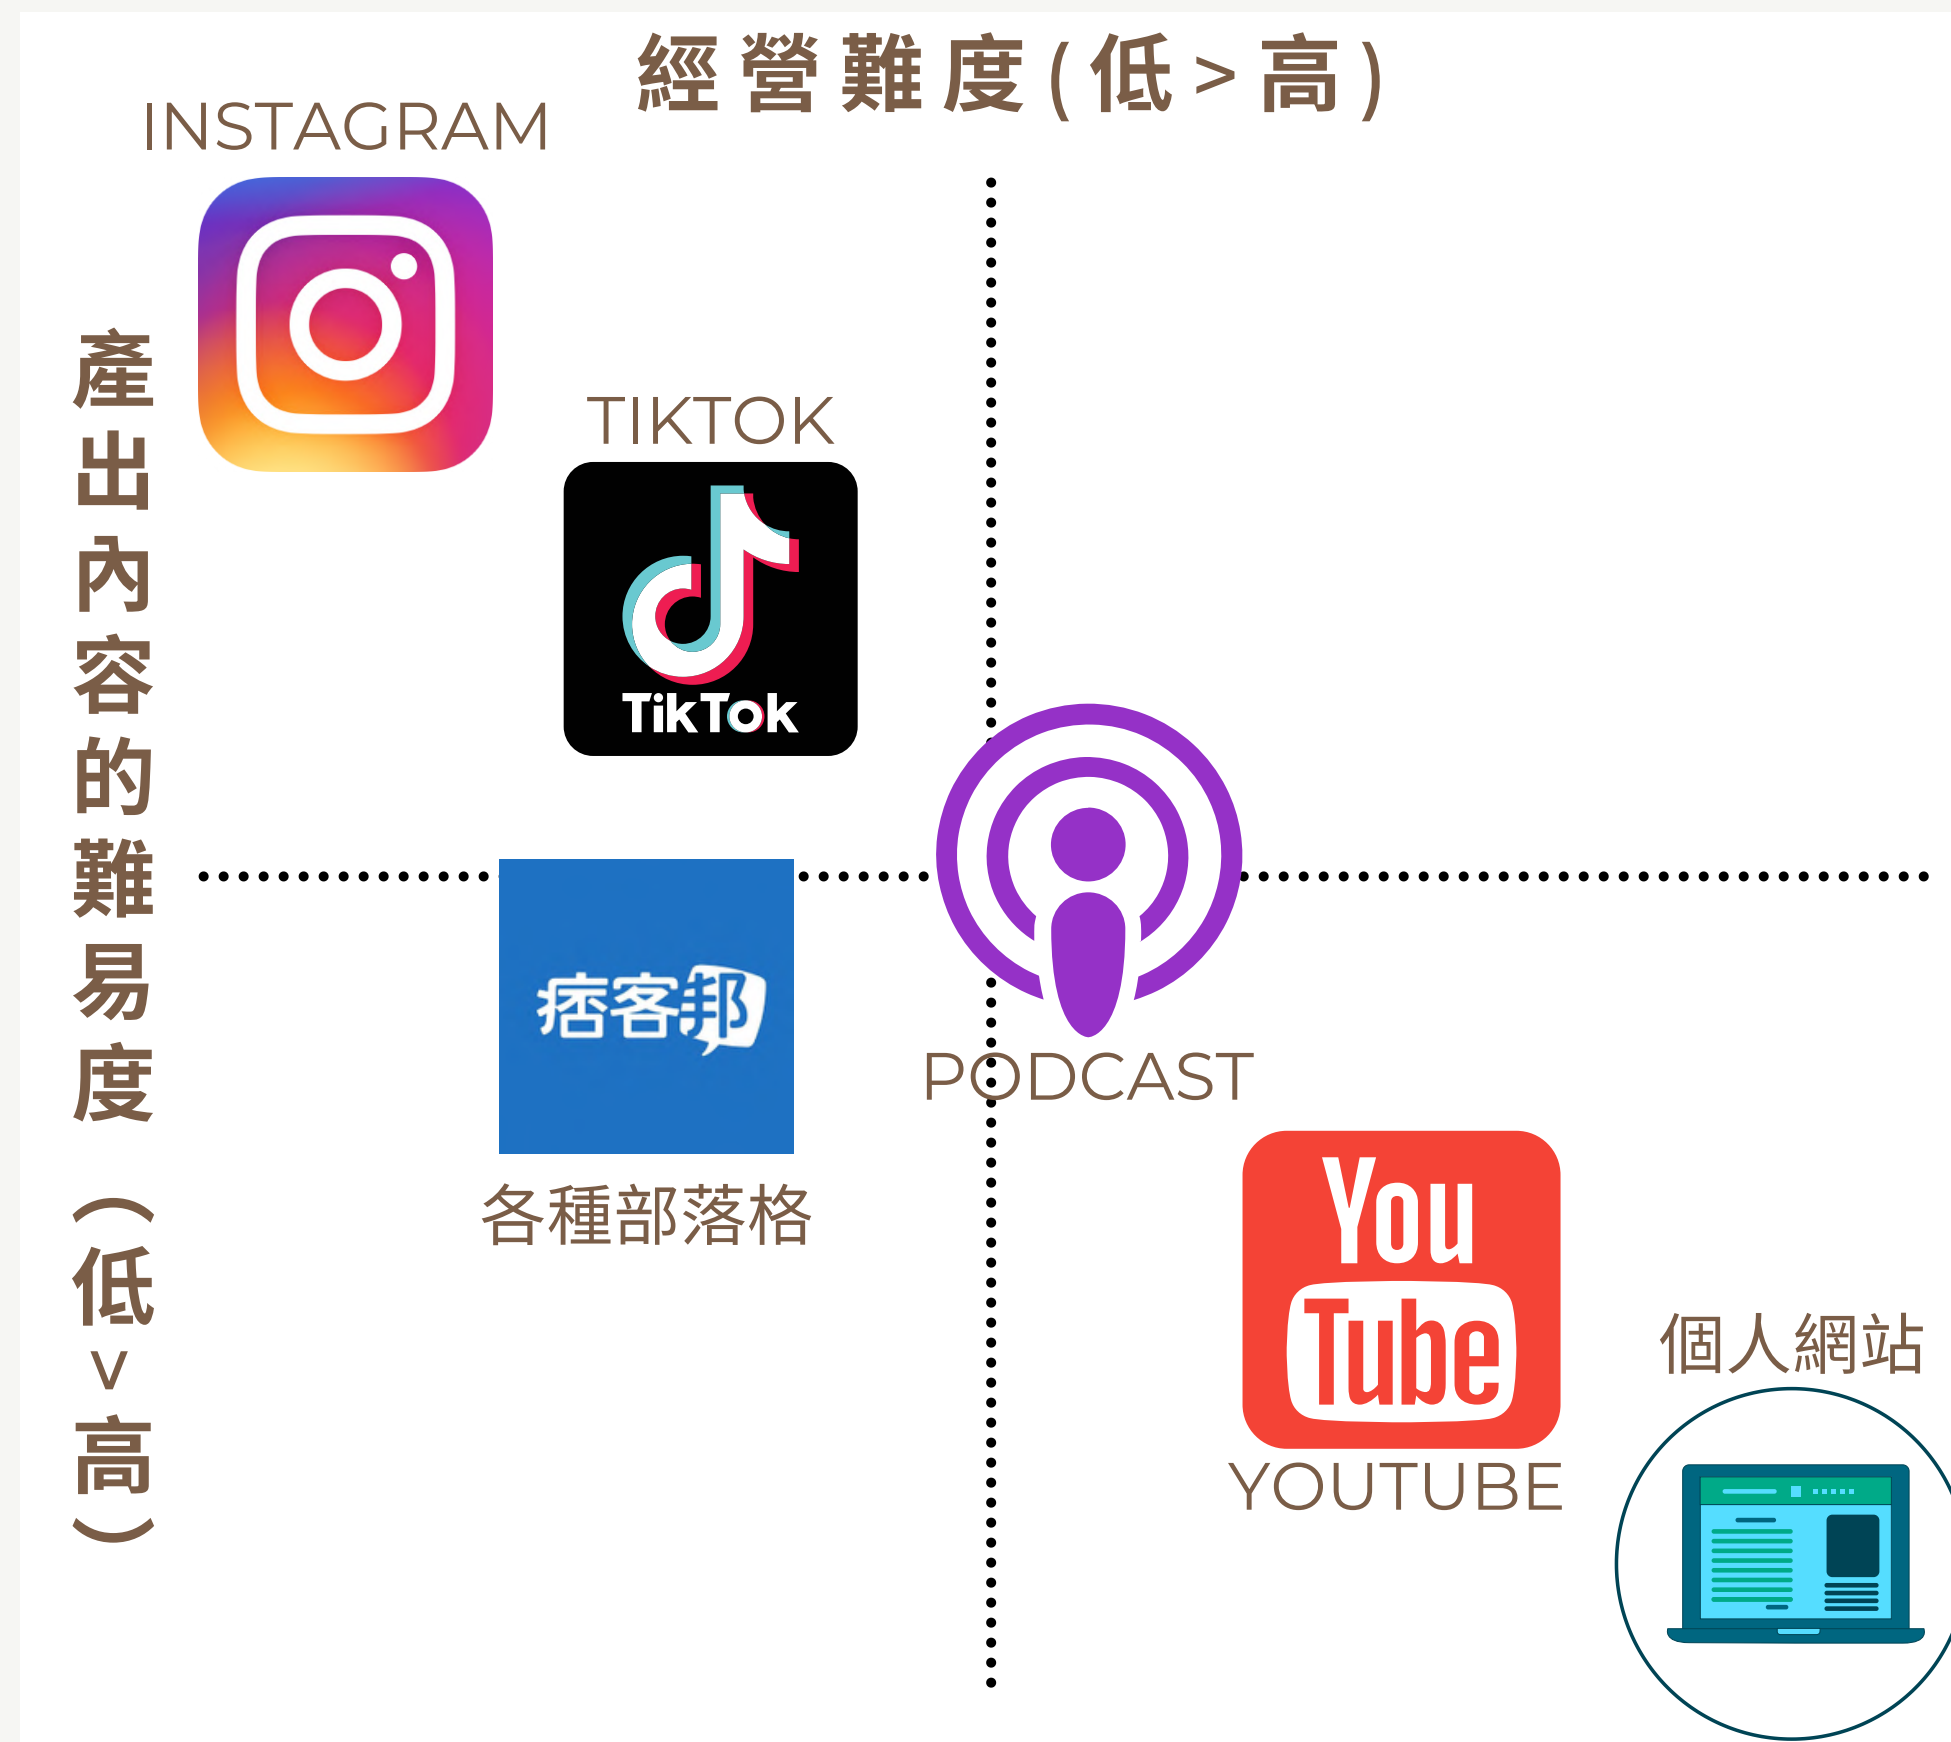 經營難度(低>高)
INSTAGRAM
產出內容的難易度（低>高）
TIKTOK
TikTok
痞客邦
各種部落格
PODCAST
You
Tube
YOUTUBE
個人網站